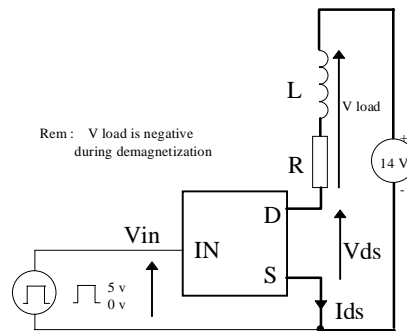 L
V load
Rem : V load is negative
during demagnetization
R
+
14 V
-
D
Vin
IN
Vds
S
5 v
0 v
Ids